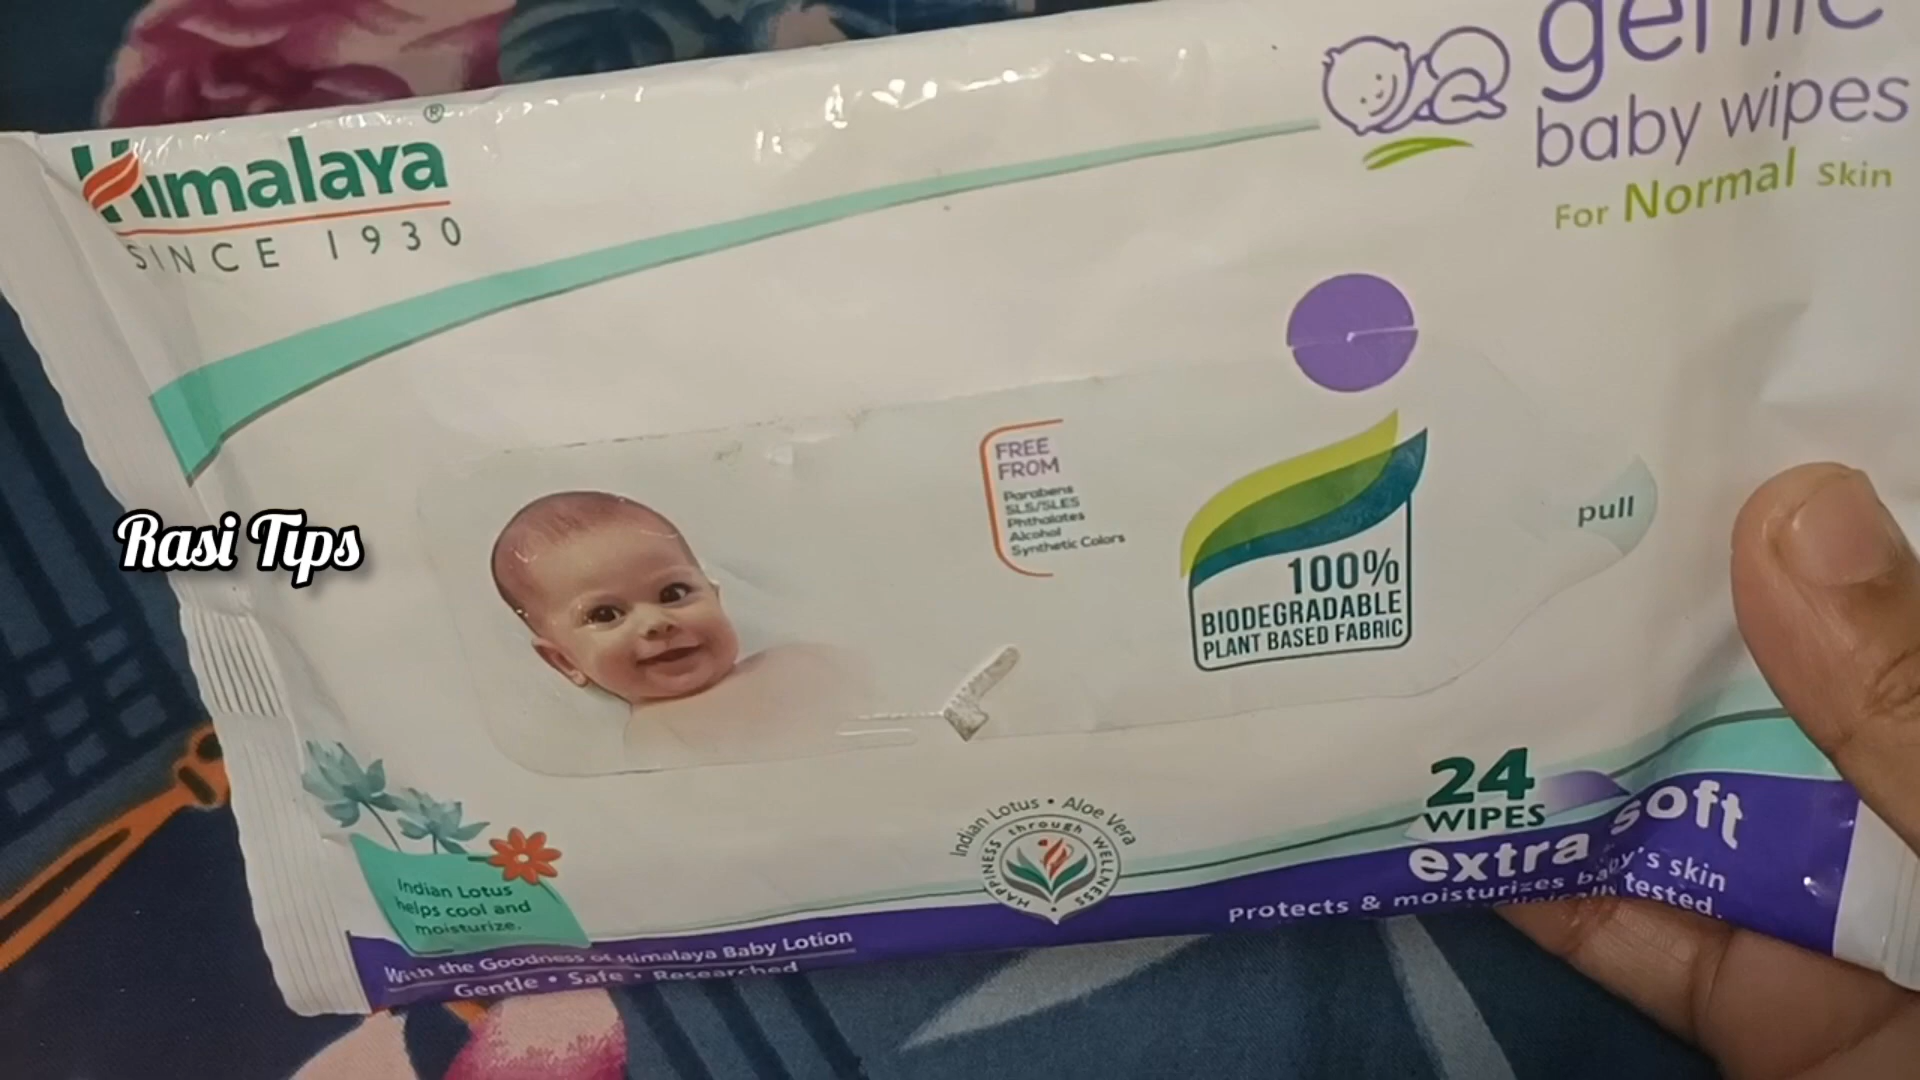 Himalaya®
SINCE 1930
gentle
baby wipes
For Normal Skin
FREE
FROM
Parabens
SLS/SLES
Phthalates
Alcohol
Synthetic Colors
100%
BIODEGRADABLE
PLANT BASED FABRIC
pull
Rasi Tips
24
WIPES
extra soft
protects & moisturizes baby's skin
Clinically tested.
Indian Lotus • Aloe Vera
HAPPINESS through WELLNESS
Indian Lotus
helps cool and
moisturize.
With the Goodness of Himalaya Baby Lotion
Gentle • Safe • Researched